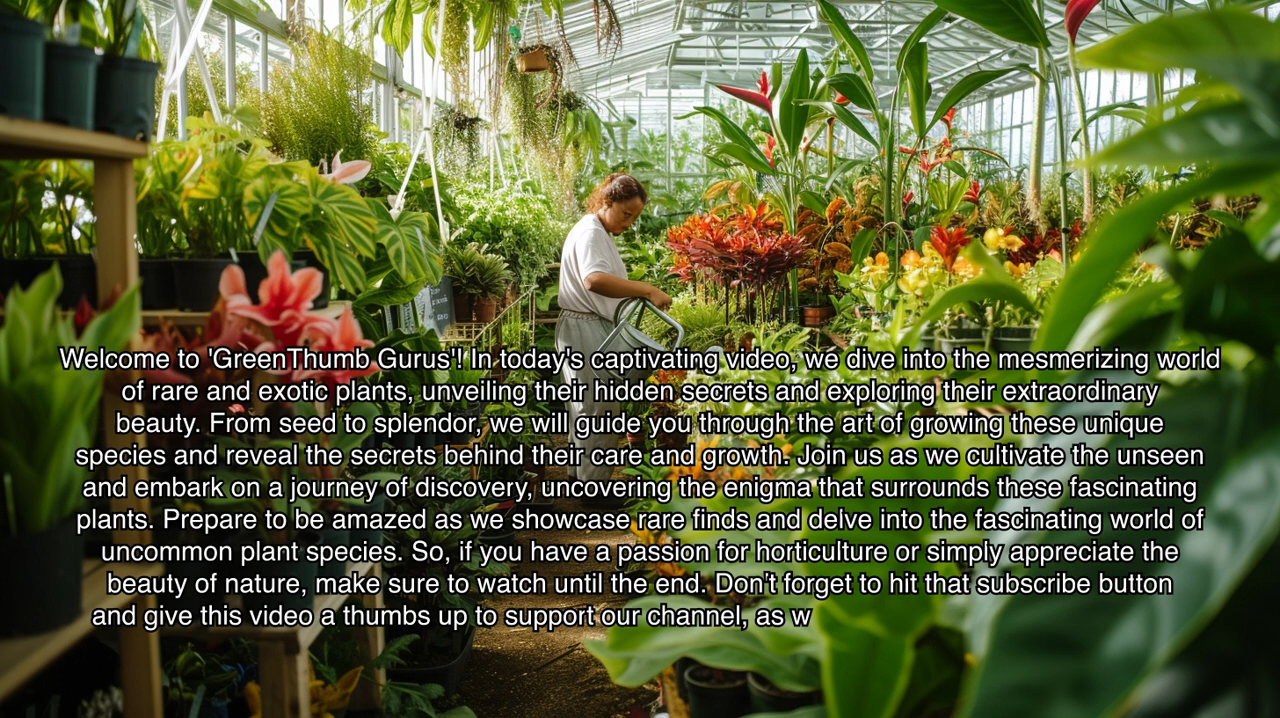 Welcome to 'GreenThumb Gurus'! In today's captivating video, we dive into the mesmerizing world
of rare and exotic plants, unveiling their hidden secrets and exploring their extraordinary
beauty. From seed to splendor, we will guide you through the art of growing these unique
species and reveal the secrets behind their care and growth. Join us as we cultivate the unseen
and embark on a journey of discovery, uncovering the enigma that surrounds these fascinating
plants. Prepare to be amazed as we showcase rare finds and delve into the fascinating world of
uncommon plant species. So, if you have a passion for horticulture or simply appreciate the
beauty of nature, make sure to watch until the end. Don't forget to hit that subscribe button
and give this video a thumbs up to support our channel, as w